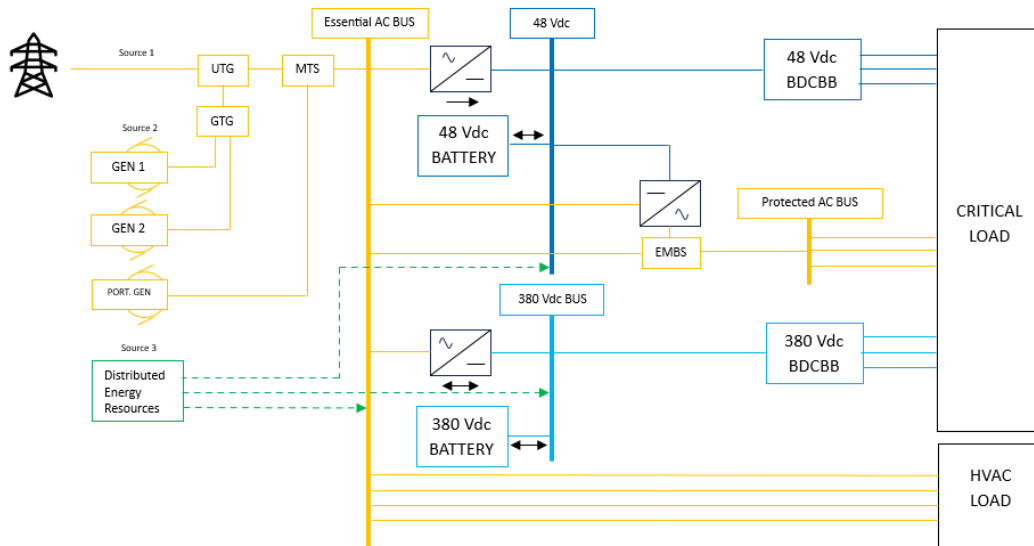 Essential AC BUS
48 Vdc
Source 1
UTG
MTS
48 Vdc
BDCBB
GTG
Source 2
GEN 1
48 Vdc
BATTERY
GEN 2
Protected AC BUS
CRITICAL
LOAD
EMBS
PORT. GEN
380 Vdc BUS
Source 3
Distributed
Energy
Resources
380 Vdc
BDCBB
380 Vdc
BATTERY
HVAC
LOAD